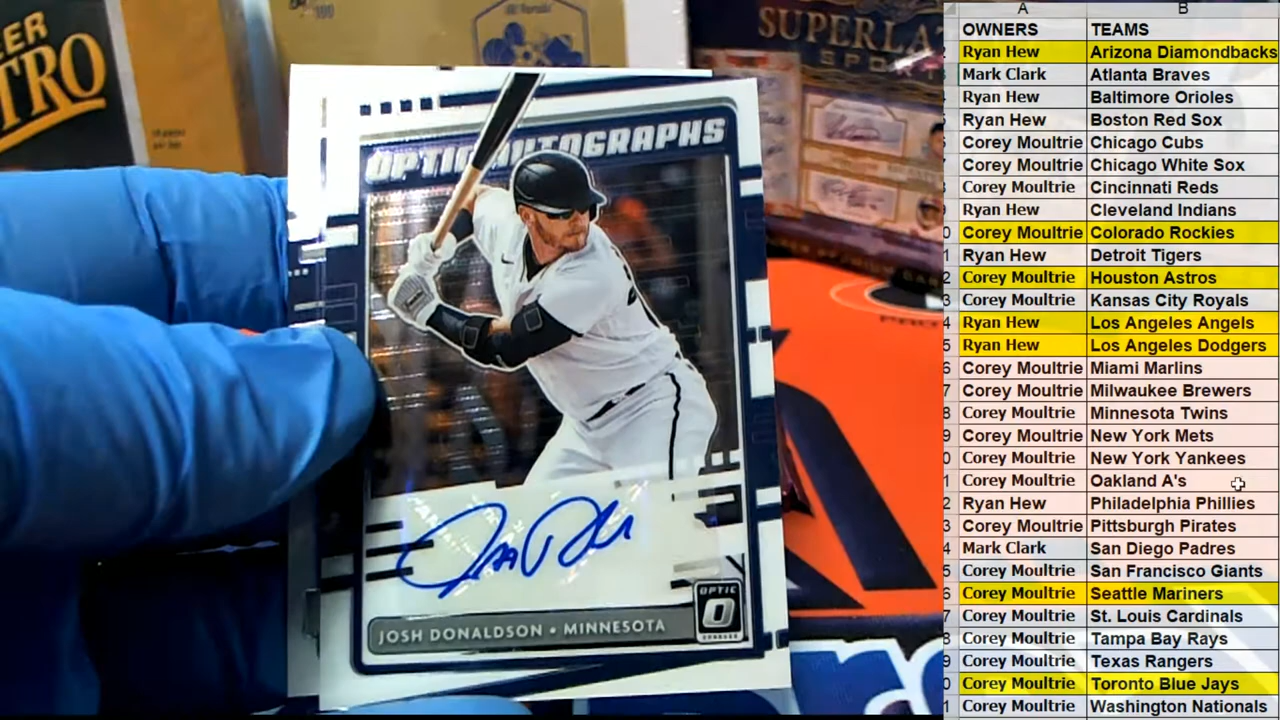 100
SUPERLA
SPOR
TRO
OPTIC AUTOGRAPHS
JOSH DONALDSON • MINNESOTA
OPTIC
A B
OWNERS TEAMS
Ryan Hew Arizona Diamondbacks
Mark Clark Atlanta Braves
Ryan Hew Baltimore Orioles
Ryan Hew Boston Red Sox
Corey Moultrie Chicago Cubs
Corey Moultrie Chicago White Sox
Corey Moultrie Cincinnati Reds
Ryan Hew Cleveland Indians
Corey Moultrie Colorado Rockies
Ryan Hew Detroit Tigers
Corey Moultrie Houston Astros
Corey Moultrie Kansas City Royals
Ryan Hew Los Angeles Angels
Ryan Hew Los Angeles Dodgers
Corey Moultrie Miami Marlins
Corey Moultrie Milwaukee Brewers
Corey Moultrie Minnesota Twins
Corey Moultrie New York Mets
Corey Moultrie New York Yankees
Corey Moultrie Oakland A's
Ryan Hew Philadelphia Phillies
Corey Moultrie Pittsburgh Pirates
Mark Clark San Diego Padres
Corey Moultrie San Francisco Giants
Corey Moultrie Seattle Mariners
Corey Moultrie St. Louis Cardinals
Corey Moultrie Tampa Bay Rays
Corey Moultrie Texas Rangers
Corey Moultrie Toronto Blue Jays
Corey Moultrie Washington Nationals